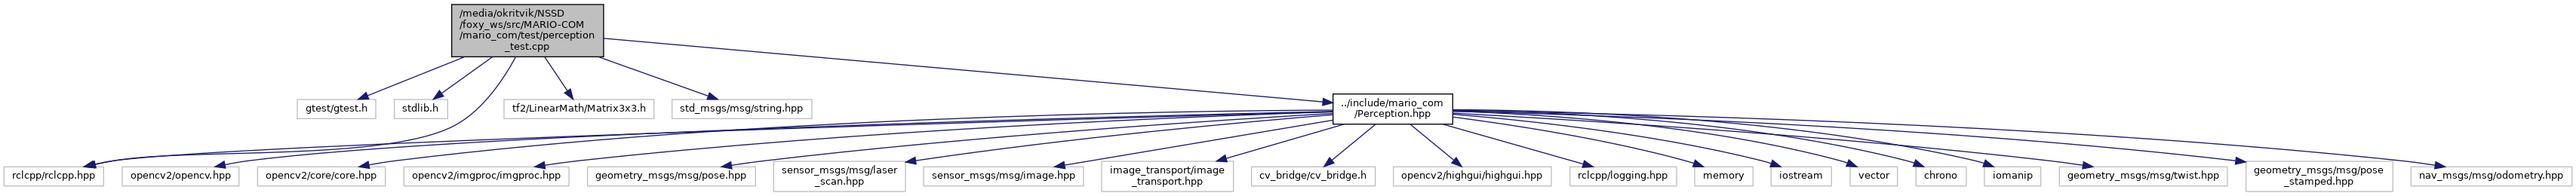 /media/okritvik/NSSD
/foxy_ws/src/MARIO-COM
/mario_com/test/perception
_test.cpp
gtest/gtest.h
stdlib.h
tf2/LinearMath/Matrix3x3.h
std_msgs/msg/string.hpp
../include/mario_com
/Perception.hpp
rclcpp/rclcpp.hpp
opencv2/opencv.hpp
opencv2/core/core.hpp
opencv2/imgproc/imgproc.hpp
geometry_msgs/msg/pose.hpp
sensor_msgs/msg/laser
_scan.hpp
sensor_msgs/msg/image.hpp
image_transport/image
_transport.hpp
cv_bridge/cv_bridge.h
opencv2/highgui/highgui.hpp
rclcpp/logging.hpp
memory
iostream
vector
chrono
iomanip
geometry_msgs/msg/twist.hpp
geometry_msgs/msg/pose
_stamped.hpp
nav_msgs/msg/odometry.hpp